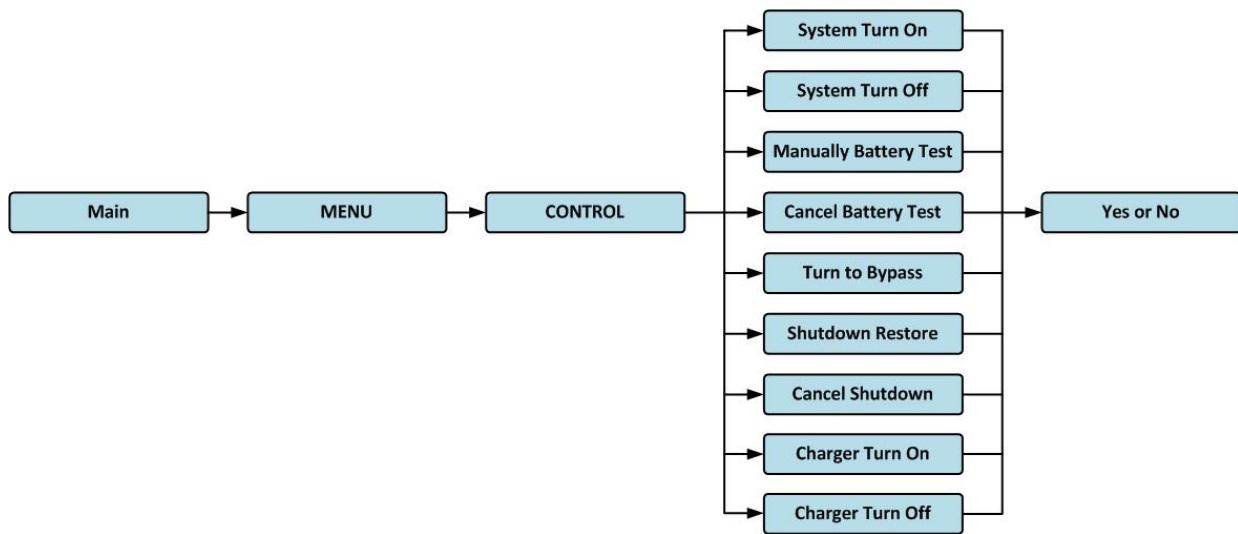 Main
MENU
CONTROL
System Turn On
System Turn Off
Manually Battery Test
Cancel Battery Test
Turn to Bypass
Shutdown Restore
Cancel Shutdown
Charger Turn On
Charger Turn Off
Yes or No